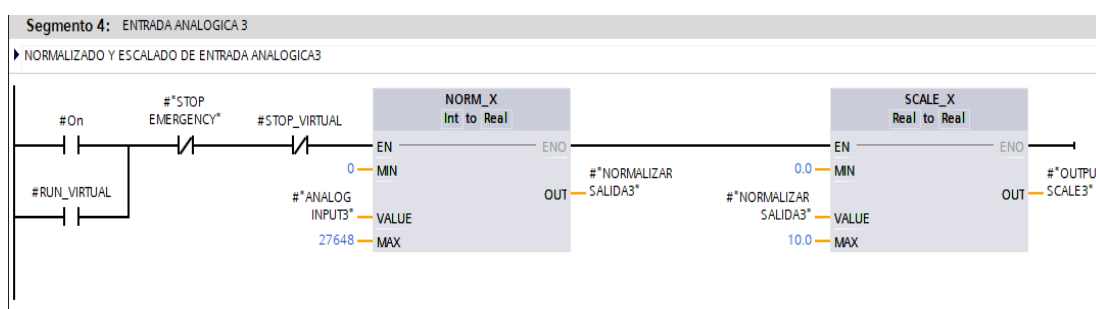 Segmento 4: ENTRADA ANALOGICA 3
NORMALIZADO Y ESCALADO DE ENTRADA ANALOGICA3
#On
#"STOP
EMERGENCY"
#STOP_VIRTUAL
#RUN_VIRTUAL
NORM_X
Int to Real
EN
ENO
0
MIN
#"ANALOG
INPUT3"
VALUE
27648
MAX
OUT
#"NORMALIZAR
SALIDA3"
SCALE_X
Real to Real
EN
ENO
0.0
MIN
#"NORMALIZAR
SALIDA3"
VALUE
10.0
MAX
OUT
#"OUTPU
SCALE3"